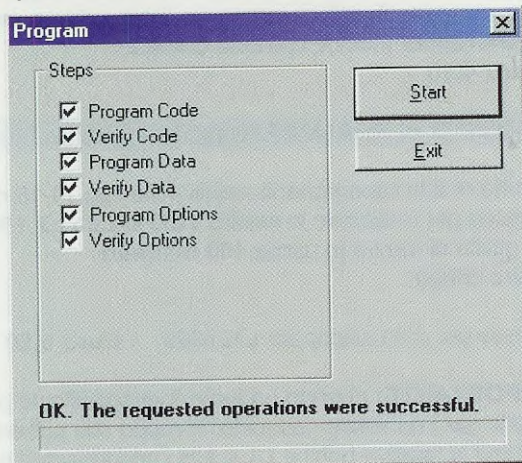 Program
Steps
Program Code
Verify Code
Program Data
Verify Data
Program Options
Verify Options
Start
Exit
OK. The requested operations were successful.